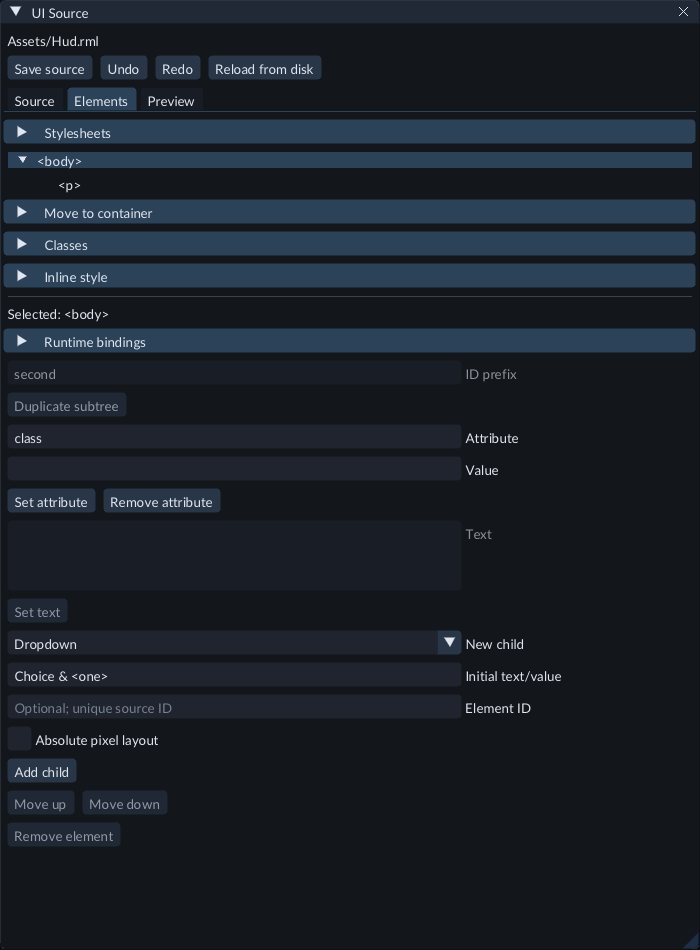 UI Source
Assets/Hud.rml
Save source Undo Redo Reload from disk
Source Elements Preview
Stylesheets
<body>
<p>
Move to container
Classes
Inline style
Selected: <body>
Runtime bindings
second ID prefix
Duplicate subtree
class Attribute
Value
Set attribute Remove attribute
Text
Set text
Dropdown New child
Choice & <one> Initial text/value
Optional; unique source ID Element ID
Absolute pixel layout
Add child
Move up Move down
Remove element